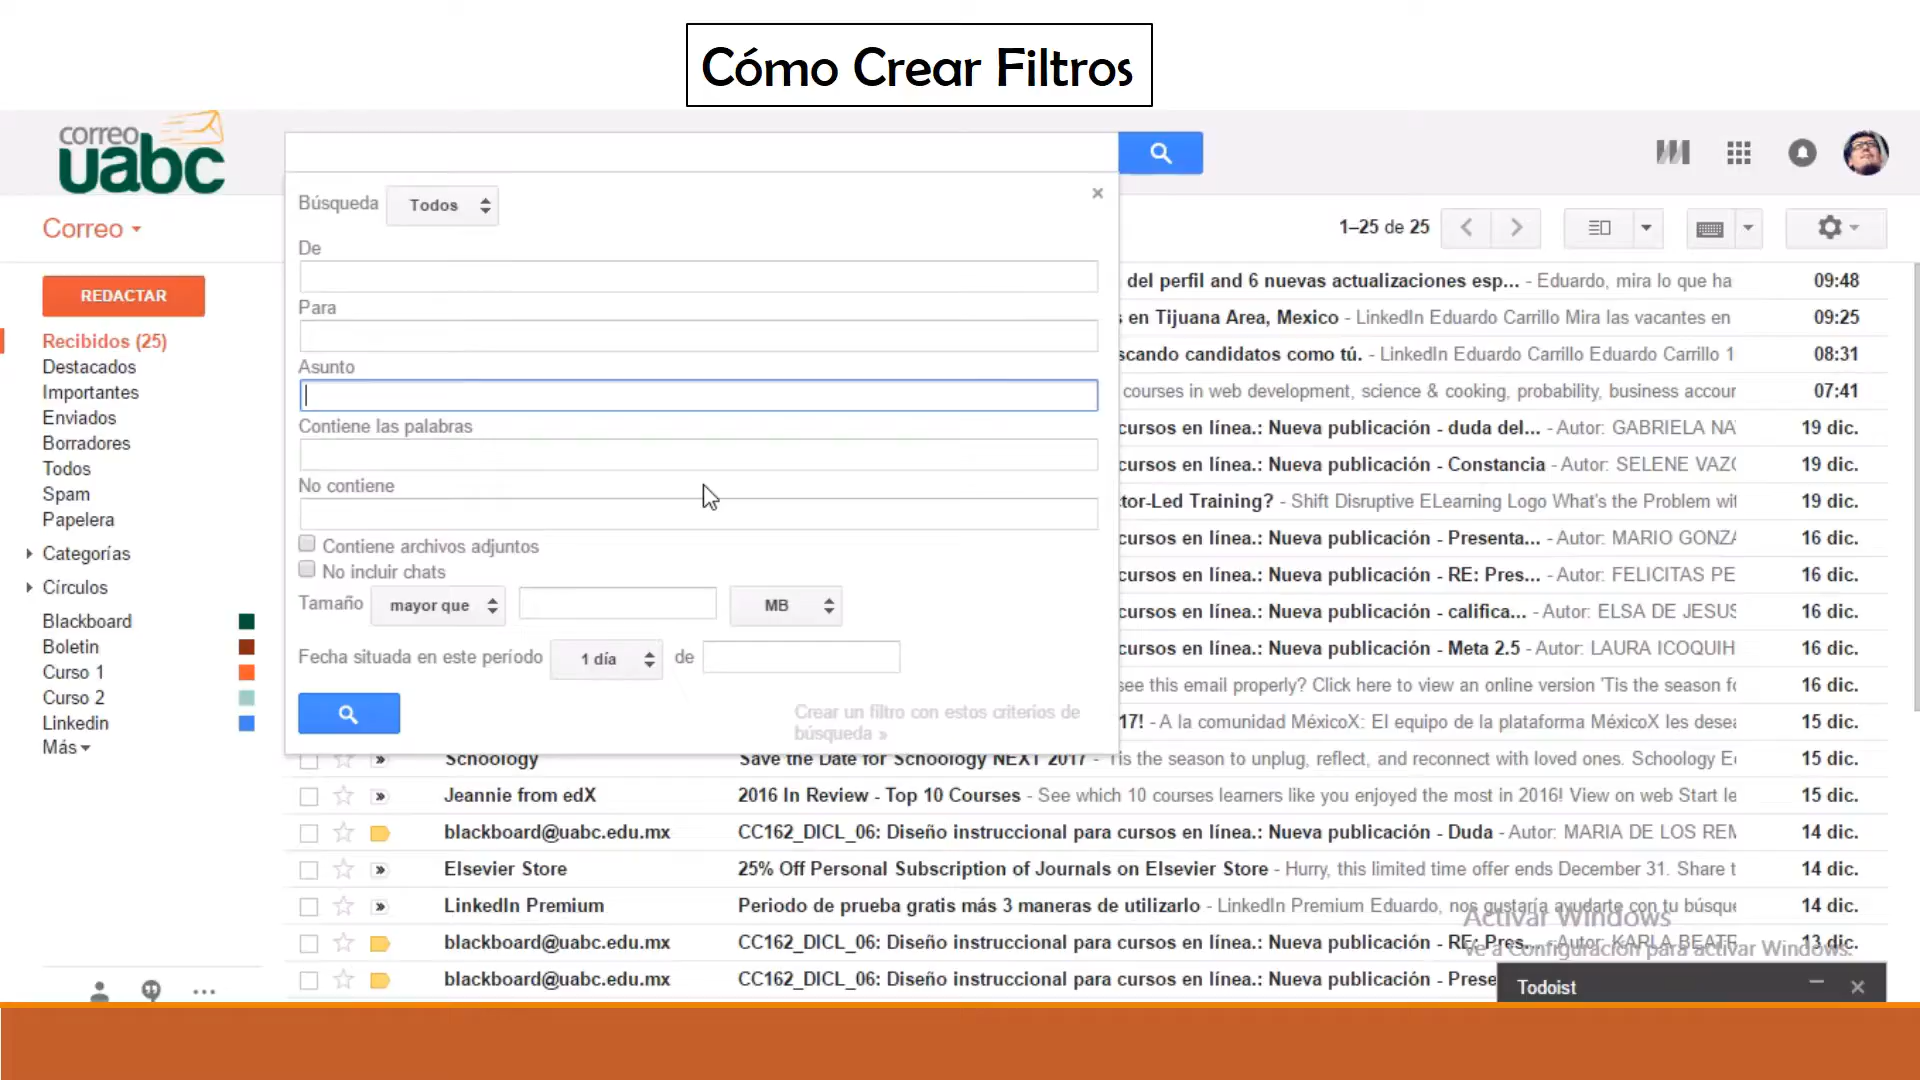 Cómo Crear Filtros
correo
uabc
Búsqueda Todos
De
Para
Asunto
Contiene las palabras
No contiene
Contiene archivos adjuntos
No incluir chats
Tamaño mayor que MB
Fecha situada en este período 1 día de
Crear un filtro con estos criterios de
búsqueda »
Correo
REDACTAR
Recibidos (25)
Destacados
Importantes
Enviados
Borradores
Todos
Spam
Papelera
Categorías
Círculos
Blackboard
Boletin
Curso 1
Curso 2
Linkedin
Más
1–25 de 25
del perfil and 6 nuevas actualizaciones esp... - Eduardo, mira lo que ha 09:48
s en Tijuana Area, Mexico - LinkedIn Eduardo Carrillo Mira las vacantes en 09:25
scando candidatos como tú. - LinkedIn Eduardo Carrillo Eduardo Carrillo 1 08:31
courses in web development, science & cooking, probability, business accour 07:41
cursos en línea.: Nueva publicación - duda del... - Autor: GABRIELA NA 19 dic.
cursos en línea.: Nueva publicación - Constancia - Autor: SELENE VAZ 19 dic.
tor-Led Training? - Shift Disruptive ELearning Logo What's the Problem wit 19 dic.
cursos en línea.: Nueva publicación - Presenta... - Autor: MARIO GONZ 16 dic.
cursos en línea.: Nueva publicación - RE: Pres... - Autor: FELICITAS PE 16 dic.
cursos en línea.: Nueva publicación - califica... - Autor: ELSA DE JESUS 16 dic.
cursos en línea.: Nueva publicación - Meta 2.5 - Autor: LAURA ICOQUIH 16 dic.
see this email properly? Click here to view an online version 'Tis the season fo 16 dic.
17! - A la comunidad MéxicoX: El equipo de la plataforma MéxicoX les desea 15 dic.
Schoology Save the Date for Schoology NEXT 2017 - Tis the season to unplug, reflect, and reconnect with loved ones. Schoology E 15 dic.
Jeannie from edX 2016 In Review - Top 10 Courses - See which 10 courses learners like you enjoyed the most in 2016! View on web Start le 15 dic.
blackboard@uabc.edu.mx CC162_DICL_06: Diseño instruccional para cursos en línea.: Nueva publicación - Duda - Autor: MARIA DE LOS REM 14 dic.
Elsevier Store 25% Off Personal Subscription of Journals on Elsevier Store - Hurry, this limited time offer ends December 31. Share t 14 dic.
LinkedIn Premium Periodo de prueba gratis más 3 maneras de utilizarlo - LinkedIn Premium Eduardo, nos gustaría ayudarte con tu búsque 14 dic.
blackboard@uabc.edu.mx CC162_DICL_06: Diseño instruccional para cursos en línea.: Nueva publicación - RE: Pres... - Autor: KARLA BEATR 13 dic.
blackboard@uabc.edu.mx CC162_DICL_06: Diseño instruccional para cursos en línea.: Nueva publicación - Prese
Activar Windows
Ve a Configuración para activar Windows.
Todoist